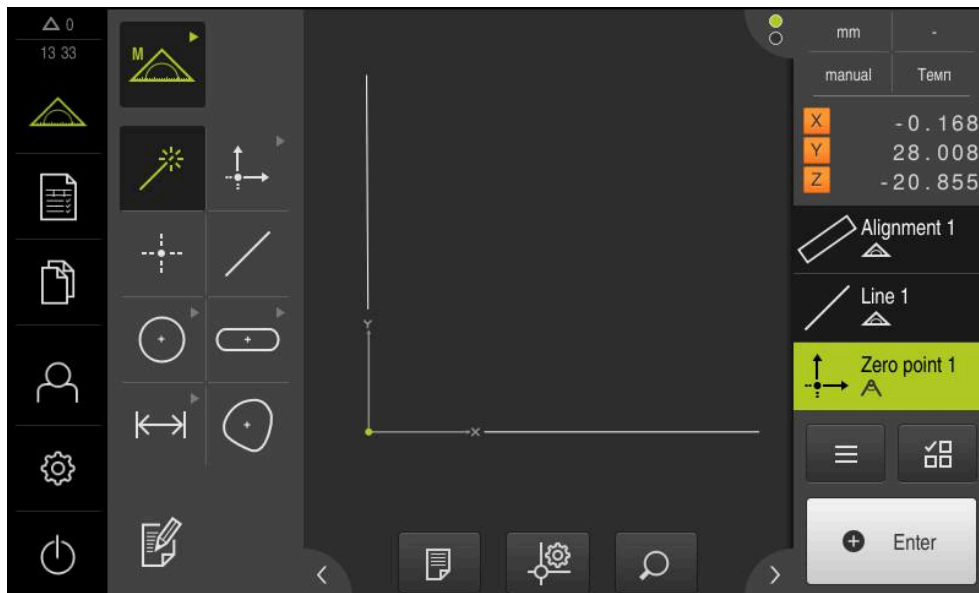 0
13 33
M
mm -
manual Темп
X -0.168
Y 28.008
Z -20.855
Alignment 1
Line 1
Zero point 1
Y
X
Enter